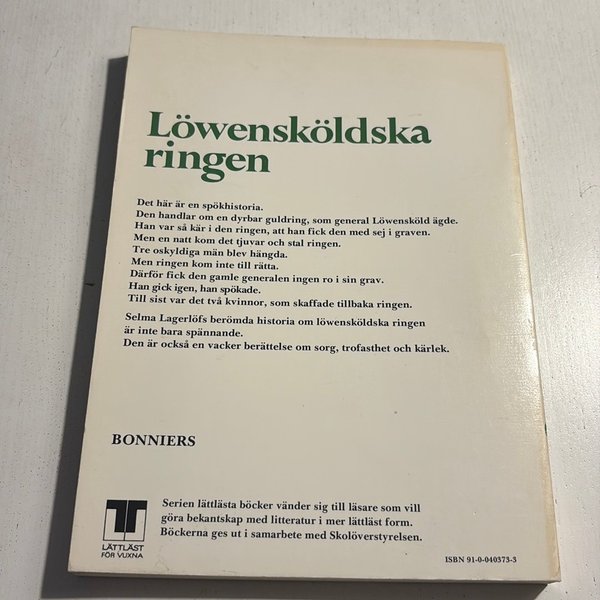 Löwensköldska
ringen
Det här är en spökhistoria.
Den handlar om en dyrbar guldring, som general Löwensköld ägde.
Han var så kär i den ringen, att han fick den med sej i graven.
Men en natt kom det tjuvar och stal ringen.
Tre oskyldiga män blev hängda.
Men ringen kom inte till rätta.
Därför fick den gamle generalen ingen ro i sin grav.
Han gick igen, han spökade.
Till sist var det två kvinnor, som skaffade tillbaka ringen.
Selma Lagerlöfs berömda historia om löwensköldska ringen
är inte bara spännande.
Den är också en vacker berättelse om sorg, trofasthet och kärlek.
BONNIERS
LÄTTLÄST
FÖR VUXNA
Serien lättlästa böcker vänder sig till läsare som vill
göra bekantskap med litteratur i mer lättläst form.
Böckerna ges ut i samarbete med Skolöverstyrelsen.
ISBN 91-0-040373-3